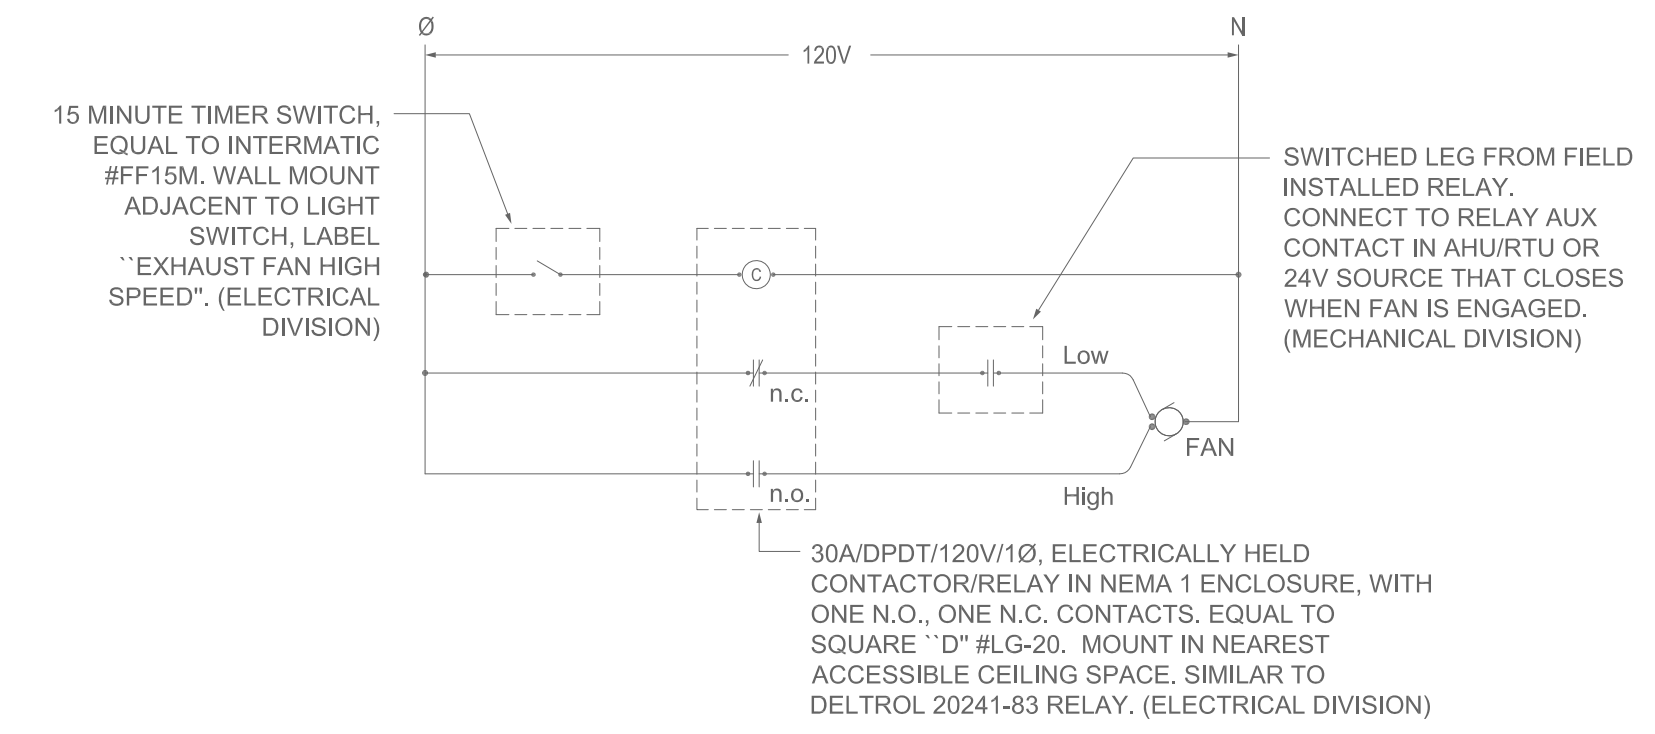 Ø
N
120V
15 MINUTE TIMER SWITCH,
EQUAL TO INTERMATIC
#FF15M. WALL MOUNT
ADJACENT TO LIGHT
SWITCH, LABEL
``EXHAUST FAN HIGH
SPEED". (ELECTRICAL
DIVISION)
SWITCHED LEG FROM FIELD
INSTALLED RELAY.
CONNECT TO RELAY AUX
CONTACT IN AHU/RTU OR
24V SOURCE THAT CLOSES
WHEN FAN IS ENGAGED.
(MECHANICAL DIVISION)
C
Low
n.c.
FAN
n.o.
High
30A/DPDT/120V/1Ø, ELECTRICALLY HELD
CONTACTOR/RELAY IN NEMA 1 ENCLOSURE, WITH
ONE N.O., ONE N.C. CONTACTS. EQUAL TO
SQUARE ``D" #LG-20. MOUNT IN NEAREST
ACCESSIBLE CEILING SPACE. SIMILAR TO
DELTROL 20241-83 RELAY. (ELECTRICAL DIVISION)